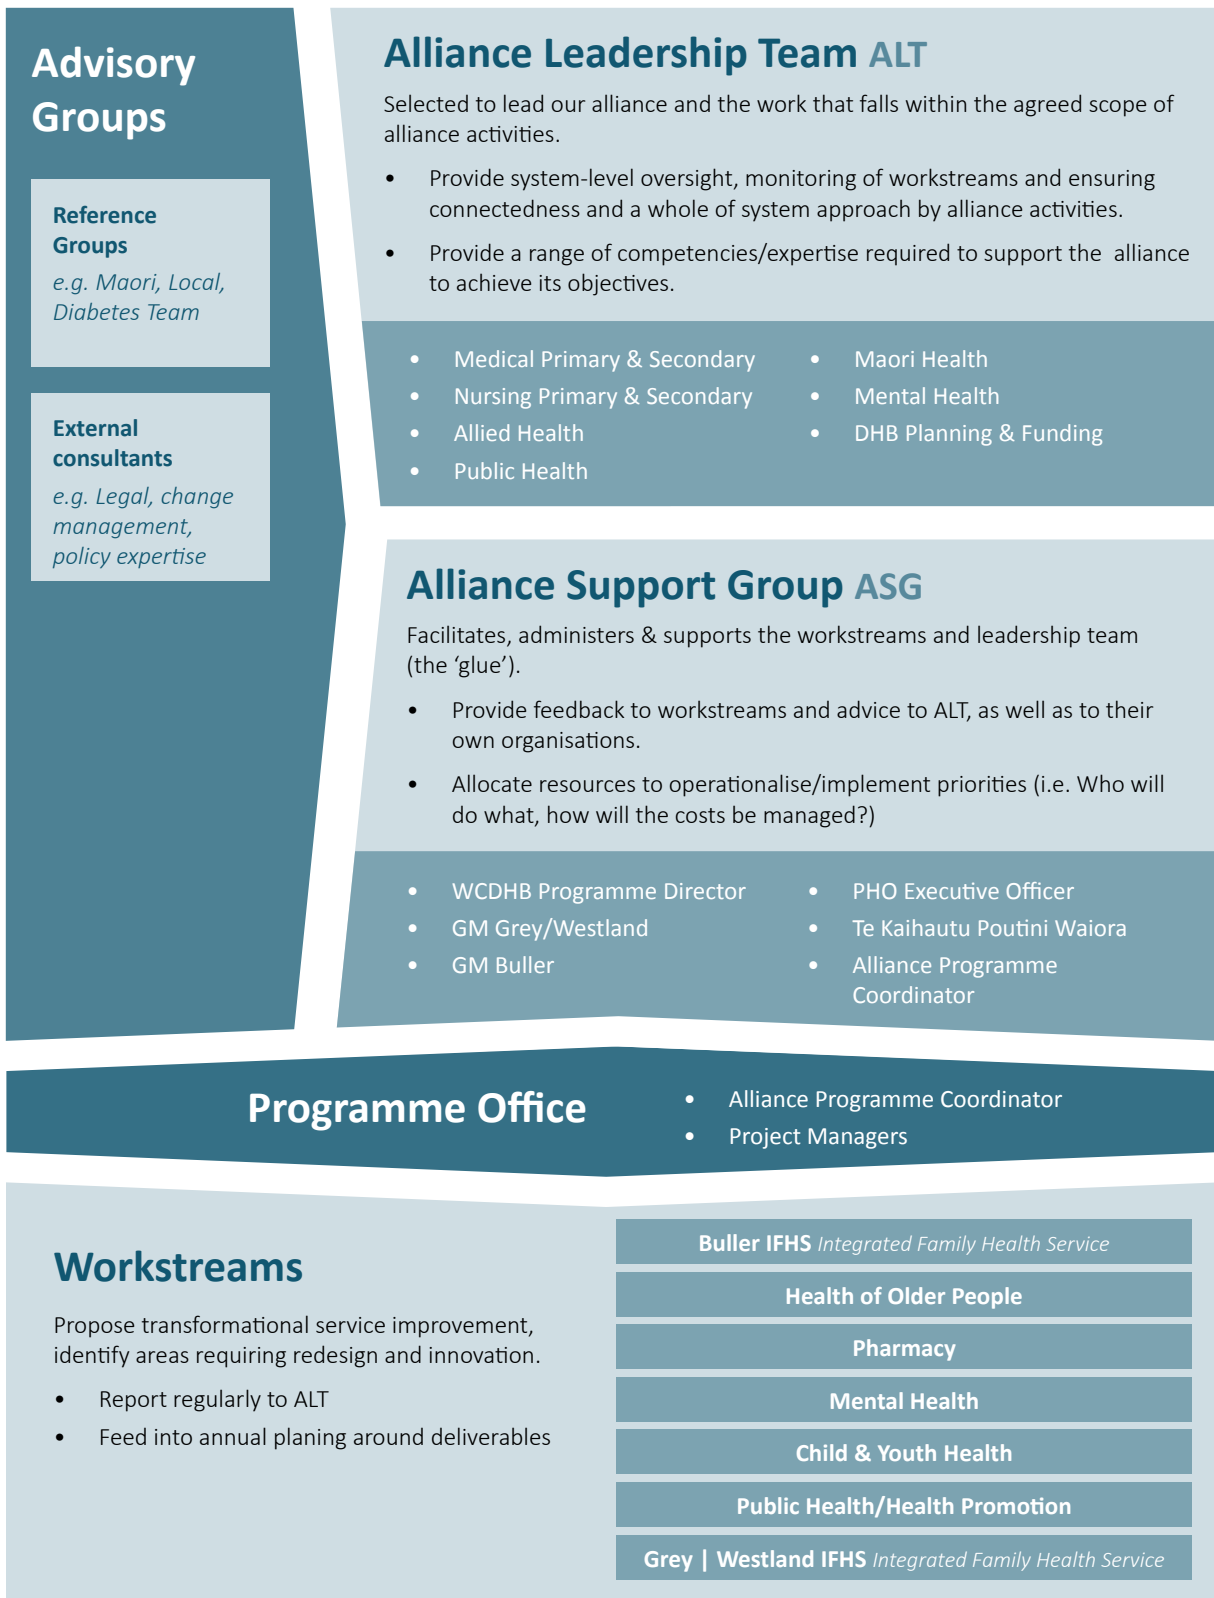 Advisory
Groups
Reference
Groups
e.g. Maori, Local,
Diabetes Team
External
consultants
e.g. Legal, change
management,
policy expertise
Alliance Leadership Team ALT
Selected to lead our alliance and the work that falls within the agreed scope of
alliance activities.
• Provide system-level oversight, monitoring of workstreams and ensuring
connectedness and a whole of system approach by alliance activities.
• Provide a range of competencies/expertise required to support the alliance
to achieve its objectives.
• Medical Primary & Secondary
• Nursing Primary & Secondary
• Allied Health
• Public Health
• Maori Health
• Mental Health
• DHB Planning & Funding
Alliance Support Group ASG
Facilitates, administers & supports the workstreams and leadership team
(the ‘glue’).
• Provide feedback to workstreams and advice to ALT, as well as to their
own organisations.
• Allocate resources to operationalise/implement priorities (i.e. Who will
do what, how will the costs be managed?)
• WCDHB Programme Director
• GM Grey/Westland
• GM Buller
• PHO Executive Officer
• Te Kaihautu Poutini Waiora
• Alliance Programme
Coordinator
Programme Office
• Alliance Programme Coordinator
• Project Managers
Workstreams
Propose transformational service improvement,
identify areas requiring redesign and innovation.
• Report regularly to ALT
• Feed into annual planing around deliverables
Buller IFHS Integrated Family Health Service
Health of Older People
Pharmacy
Mental Health
Child & Youth Health
Public Health/Health Promotion
Grey | Westland IFHS Integrated Family Health Service